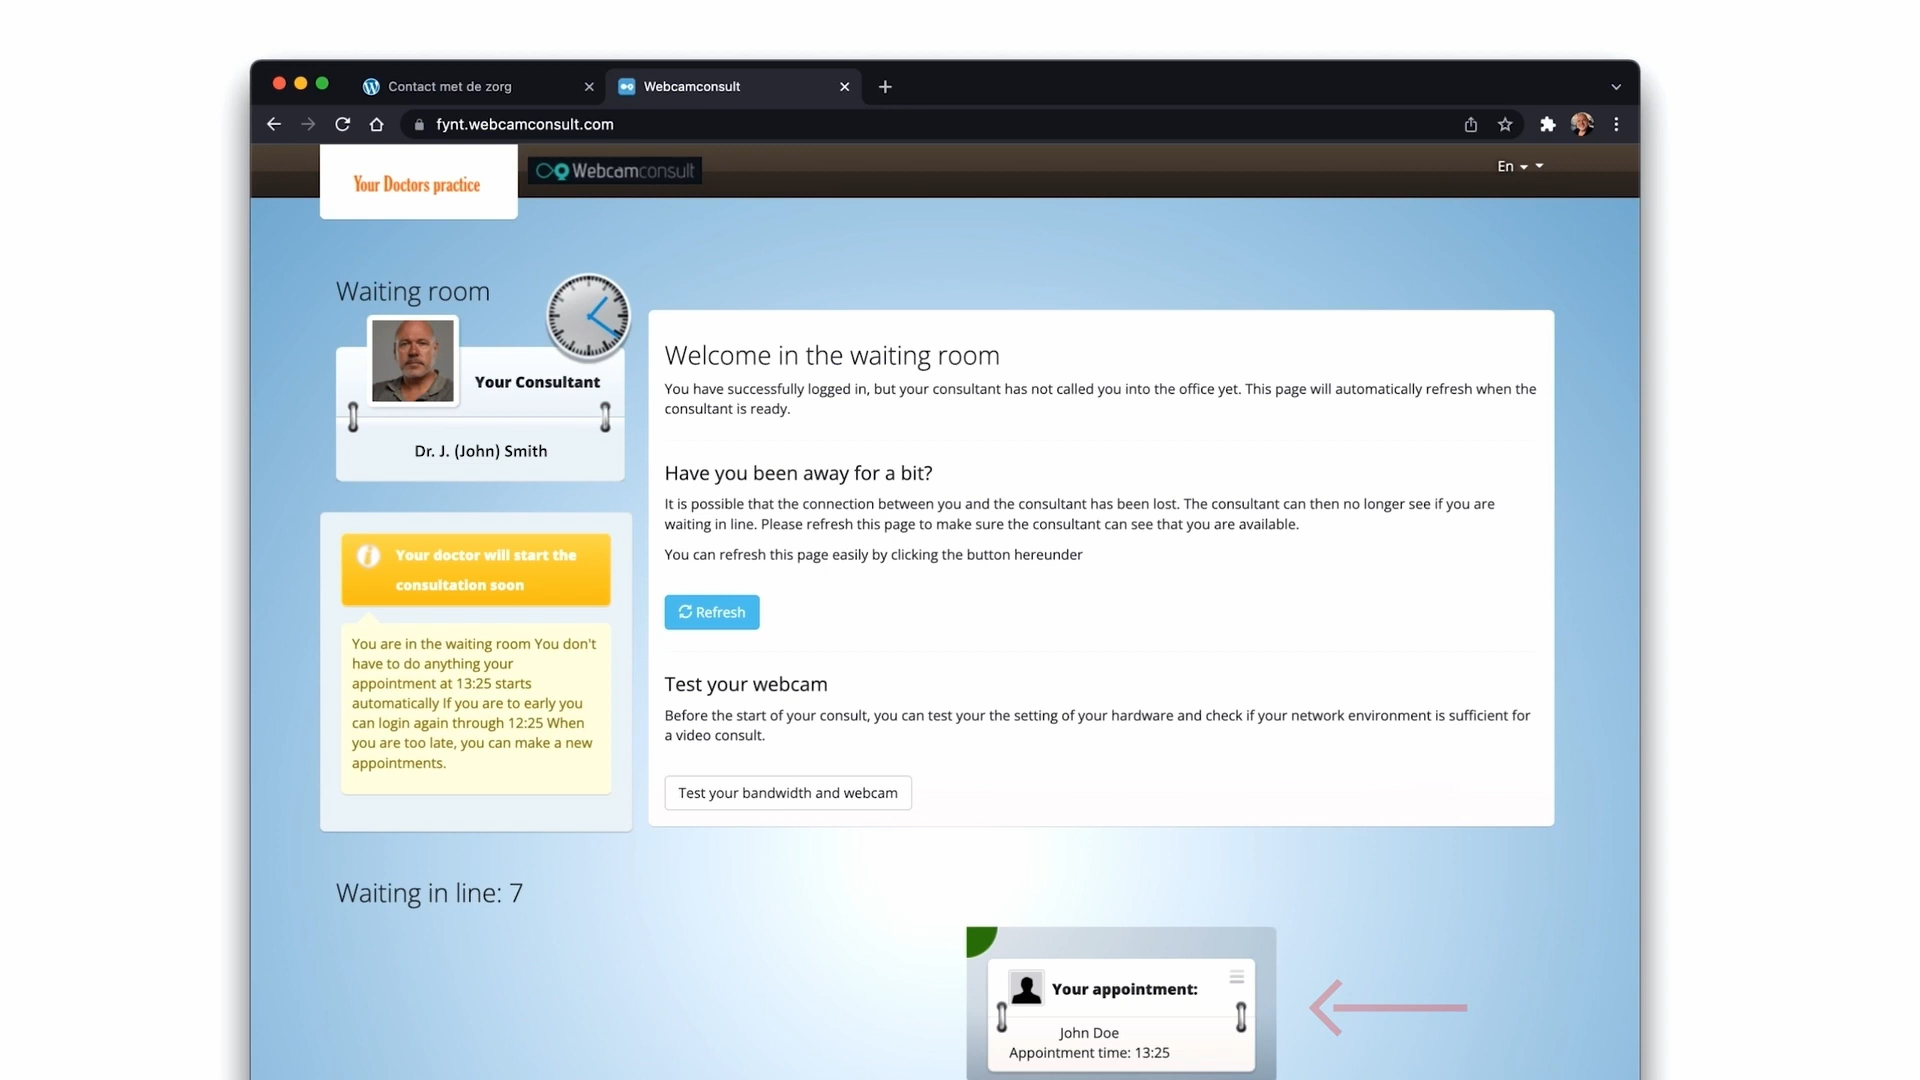 Contact met de zorg
Webcamconsult
fynt.webcamconsult.com
Your Doctors practice
Webcamconsult
En
Waiting room
Your Consultant
Dr. J. (John) Smith
Welcome in the waiting room
You have successfully logged in, but your consultant has not called you into the office yet. This page will automatically refresh when the
consultant is ready.
Have you been away for a bit?
It is possible that the connection between you and the consultant has been lost. The consultant can then no longer see if you are
waiting in line. Please refresh this page to make sure the consultant can see that you are available.
You can refresh this page easily by clicking the button hereunder
Refresh
Test your webcam
Before the start of your consult, you can test your the setting of your hardware and check if your network environment is sufficient for
a video consult.
Test your bandwidth and webcam
Your doctor will start the
consultation soon
You are in the waiting room You don't
have to do anything your
appointment at 13:25 starts
automatically If you are to early you
can login again through 12:25 When
you are too late, you can make a new
appointments.
Waiting in line: 7
Your appointment:
John Doe
Appointment time: 13:25